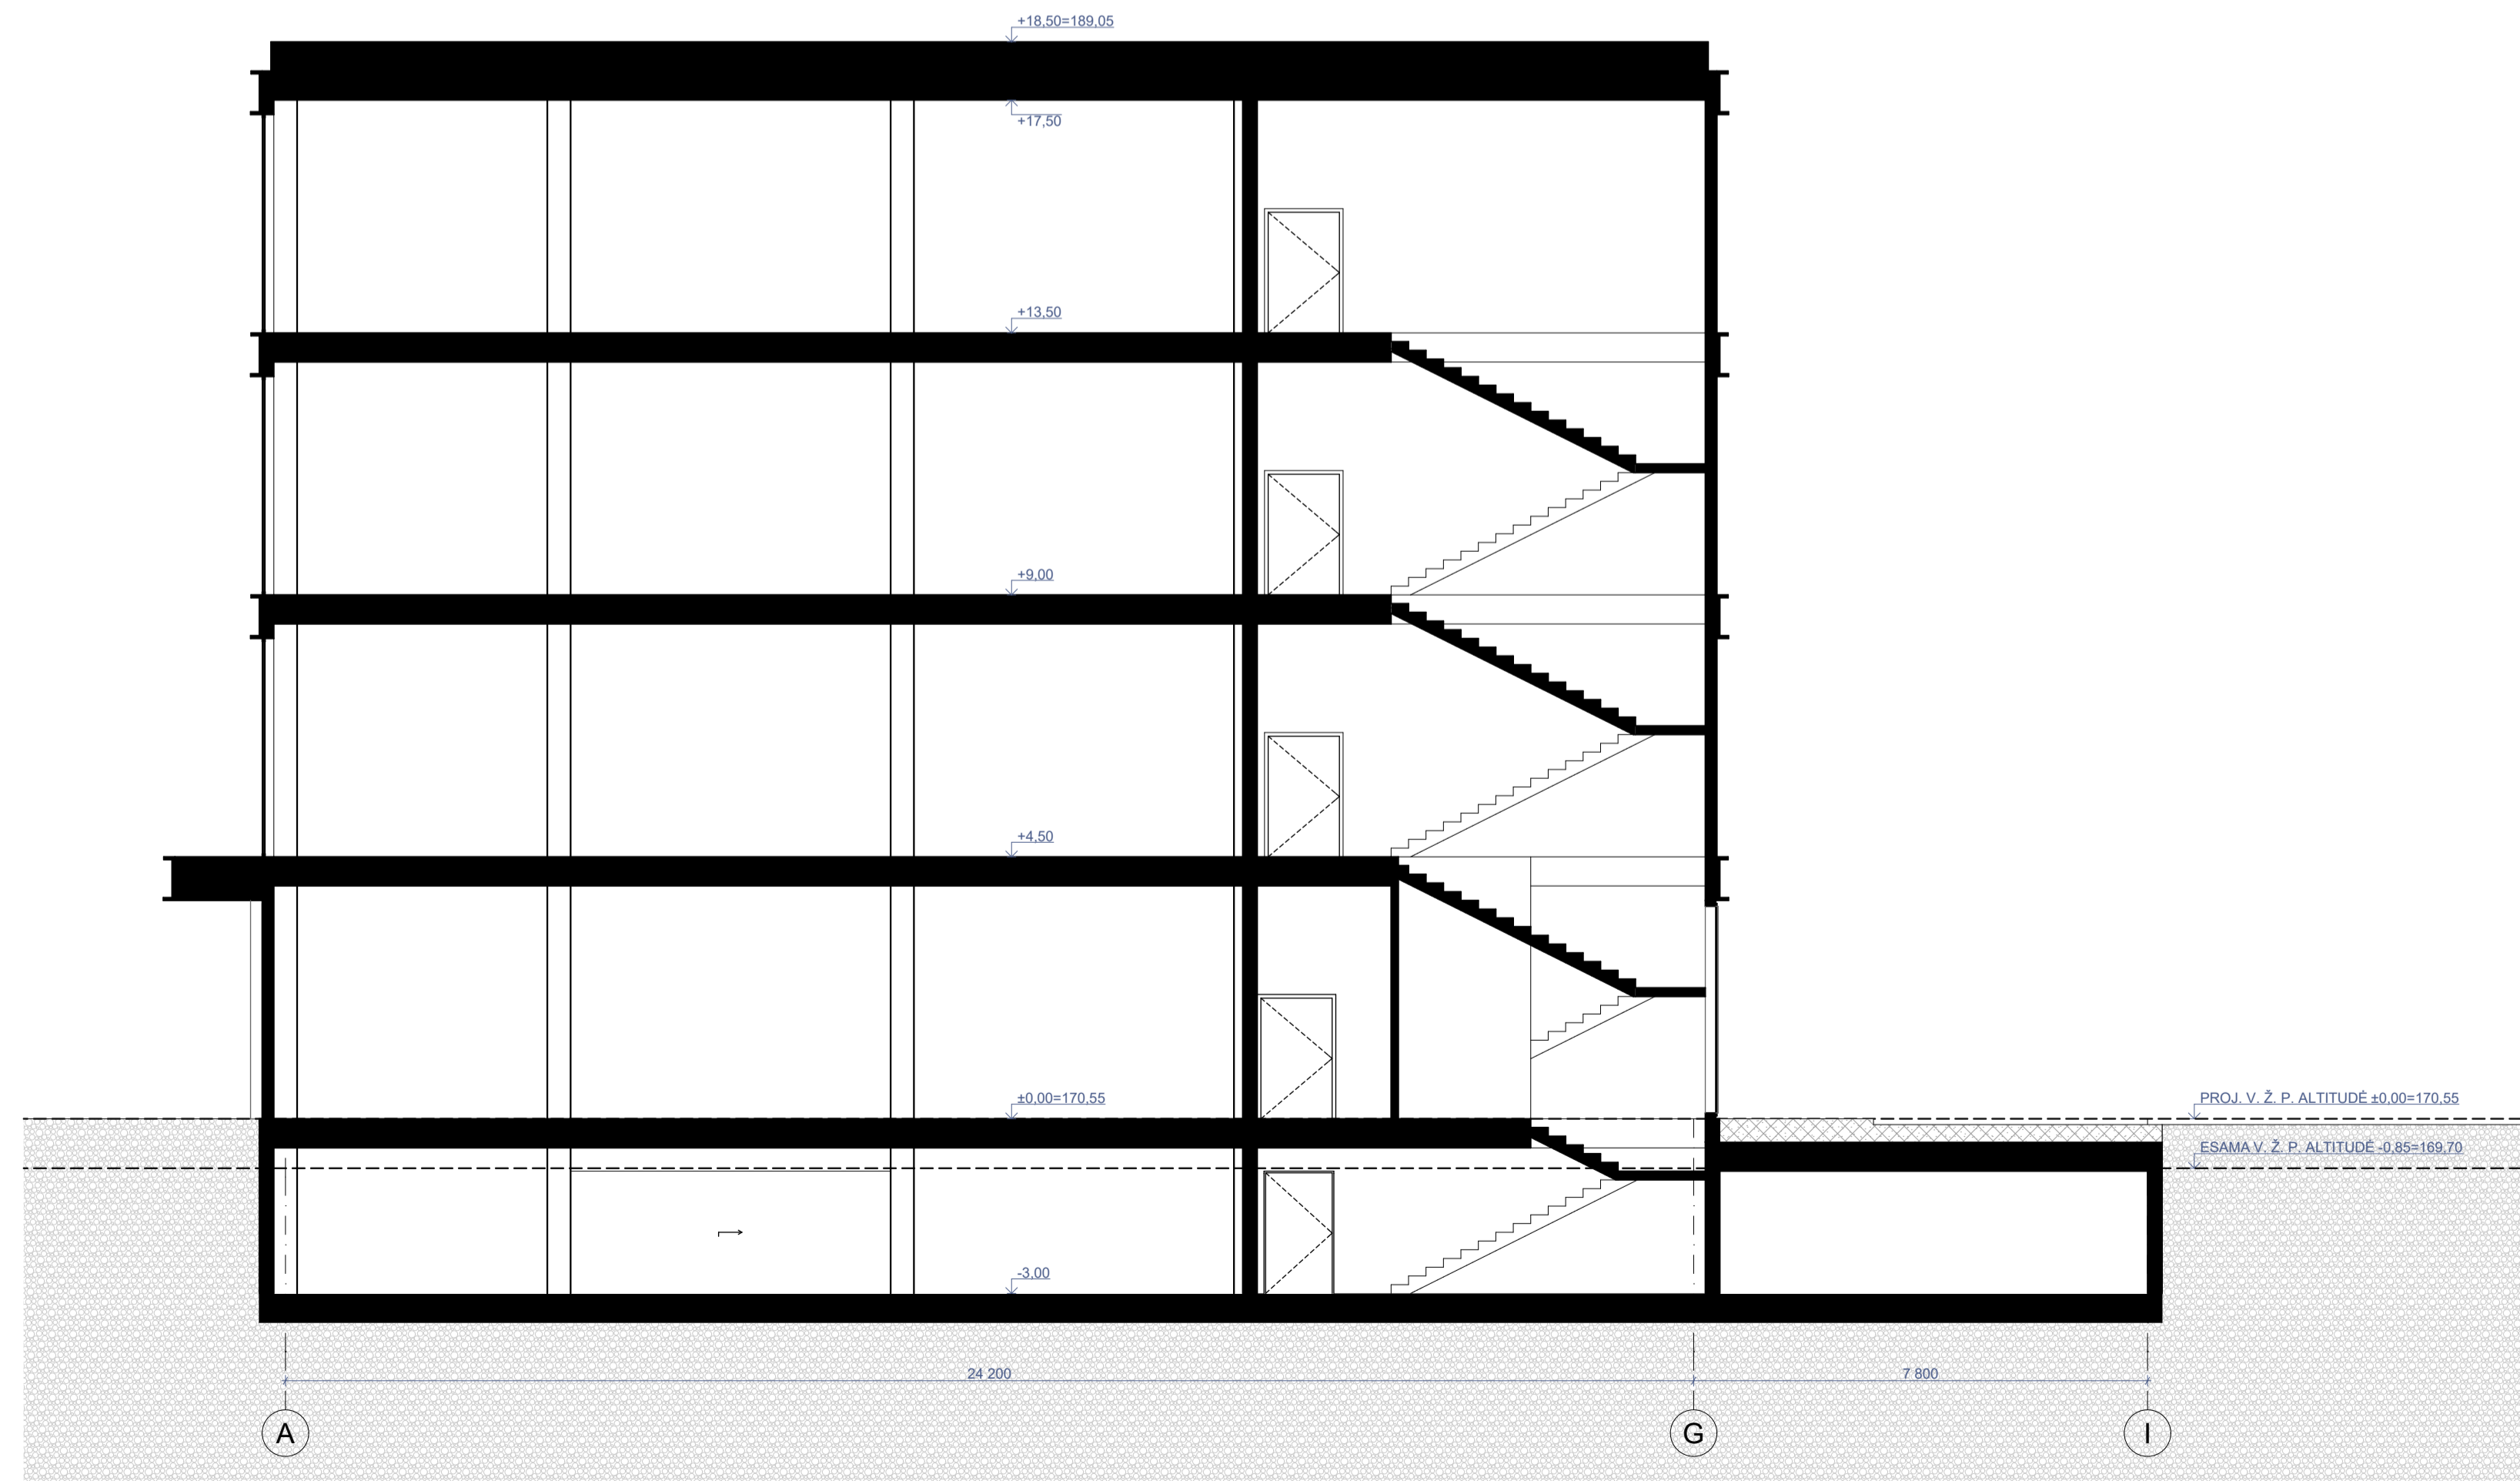 +18,50=189,05
+17,50
+13,50
+9,00
+4,50
±0,00=170,55
PROJ. V. Ž. P. ALTITUDĖ ±0,00=170,55
ESAMA V. Ž. P. ALTITUDĖ -0,85=169,70
-3,00
24 200
7 800
A
G
I